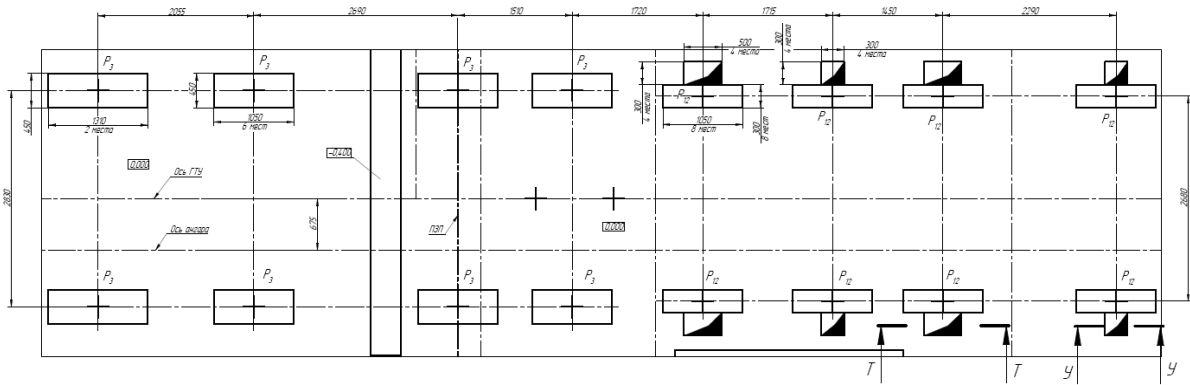 2055
2690
1510
1720
1715
1450
2290
500
4 места
300
4 места
300
4 места
P3
P3
P3
P3
450
1310
2 места
450
1050
6 мест
300
4 места
P12
1050
8 мест
300
8 мест
P12
P12
P12
0,000
-0,400
Ось ГТУ
2830
675
ПЗП
0,000
2680
Ось ангара
P3
P3
P3
P3
P12
P12
P12
P12
Т
Т
У
У